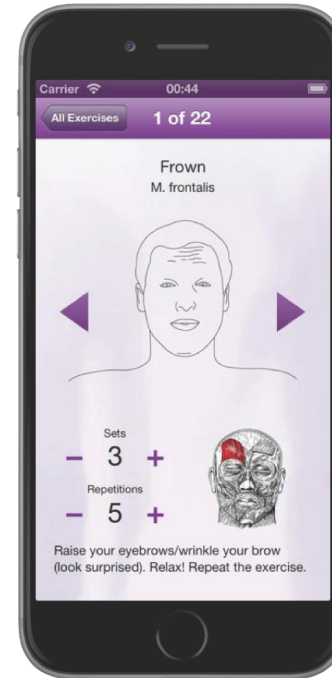 Carrier 00:44
All Exercises 1 of 22
Frown
M. frontalis
Sets
− 3 +
Repetitions
− 5 +
Raise your eyebrows/wrinkle your brow
(look surprised). Relax! Repeat the exercise.